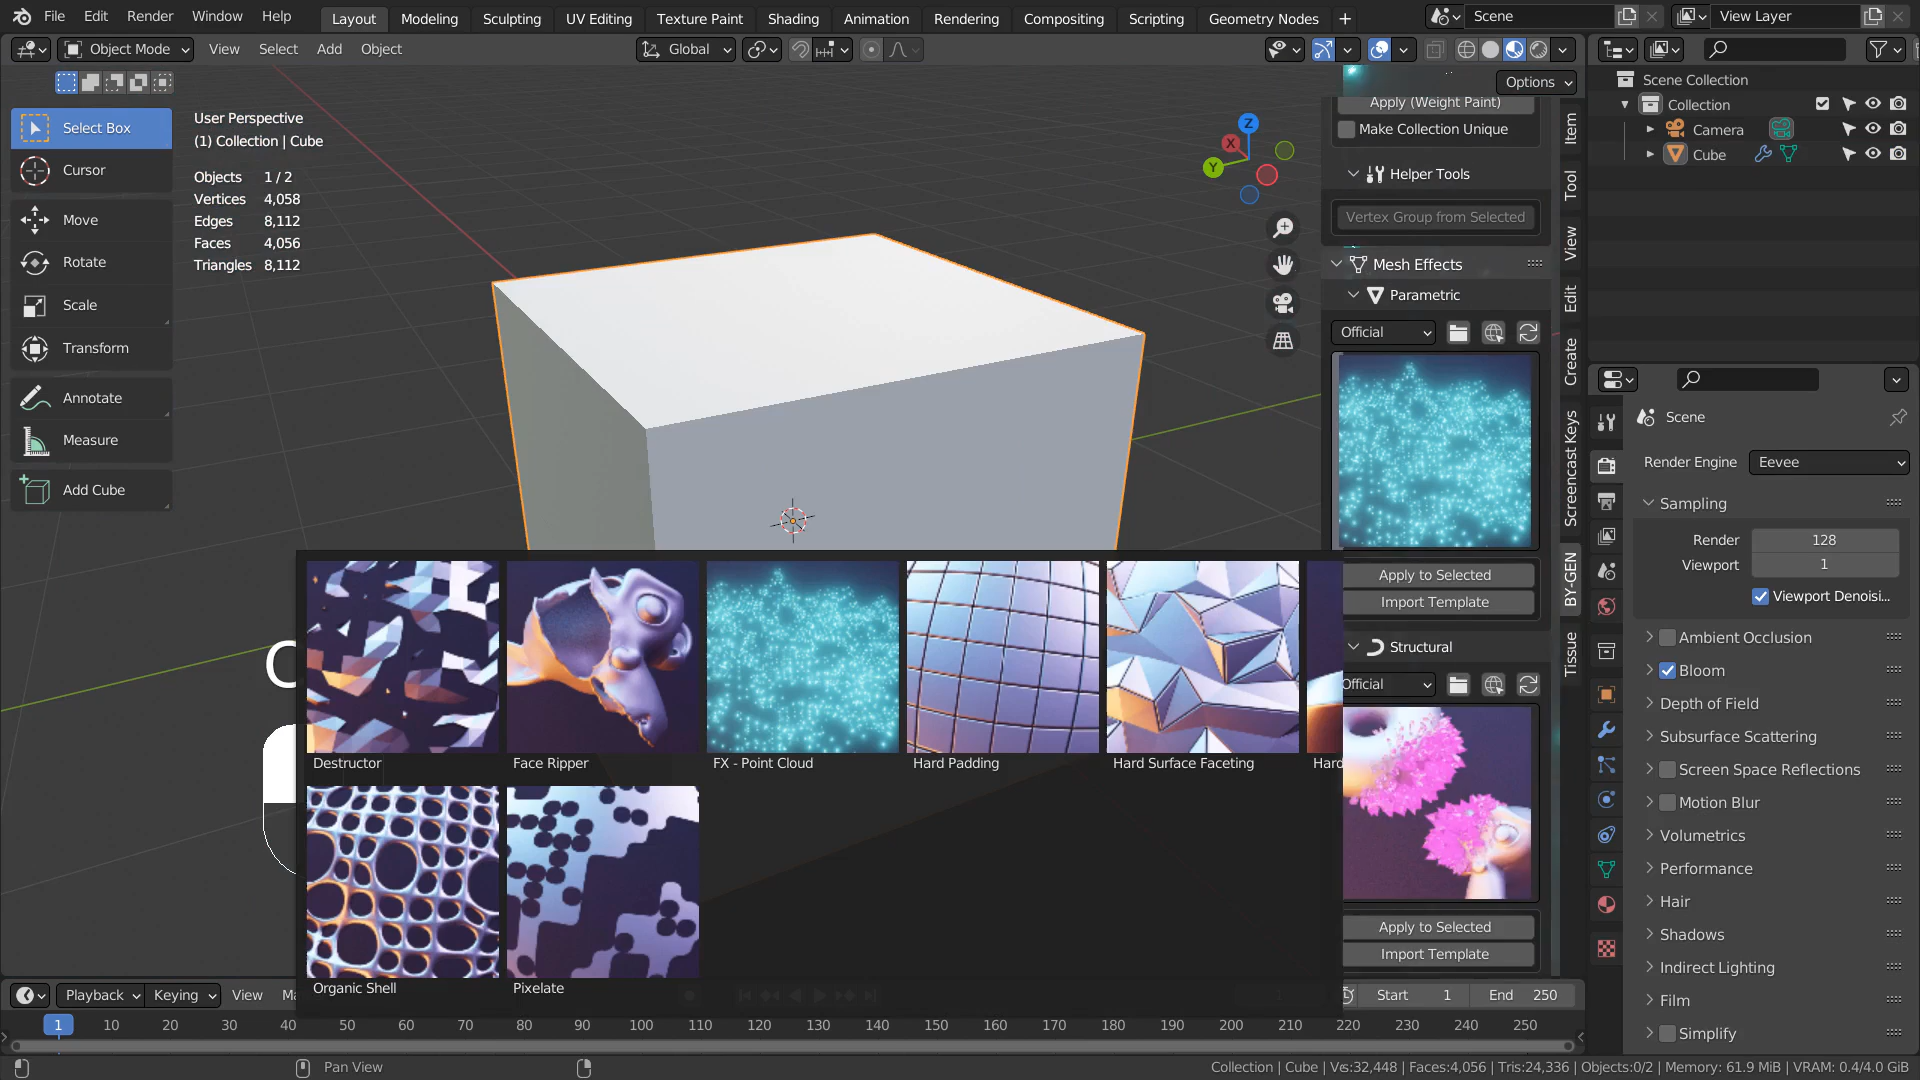 File Edit Render Window Help
Layout Modeling Sculpting UV Editing Texture Paint Shading Animation Rendering Compositing Scripting Geometry Nodes +
Scene
View Layer
Object Mode View Select Add Object
Global
Options
Select Box
Cursor
Move
Rotate
Scale
Transform
Annotate
Measure
Add Cube
User Perspective
(1) Collection | Cube
Objects 1 / 2
Vertices 4,058
Edges 8,112
Faces 4,056
Triangles 8,112
Z
X
Y
Apply (Weight Paint)
Make Collection Unique
Helper Tools
Vertex Group from Selected
Mesh Effects
Parametric
Official
Apply to Selected
Import Template
Structural
Official
Apply to Selected
Import Template
Item
Tool
View
Edit
Create
Screencast Keys
BY-GEN
Tissue
Destructor
Face Ripper
FX - Point Cloud
Hard Padding
Hard Surface Faceting
Hard
Organic Shell
Pixelate
Scene Collection
Collection
Camera
Cube
Scene
Render Engine Eevee
Sampling
Render 128
Viewport 1
Viewport Denoisi...
Ambient Occlusion
Bloom
Depth of Field
Subsurface Scattering
Screen Space Reflections
Motion Blur
Volumetrics
Performance
Hair
Shadows
Indirect Lighting
Film
Simplify
Playback Keying View Ma
Start 1 End 250
1 10 20 30 40 50 60 70 80 90 100 110 120 130 140 150 160 170 180 190 200 210 220 230 240 250
Pan View
Collection | Cube | Ves:32,448 | Faces:4,056 | Tris:24,336 | Objects:0/2 | Memory: 61.9 MiB | VRAM: 0.4/4.0 GiB